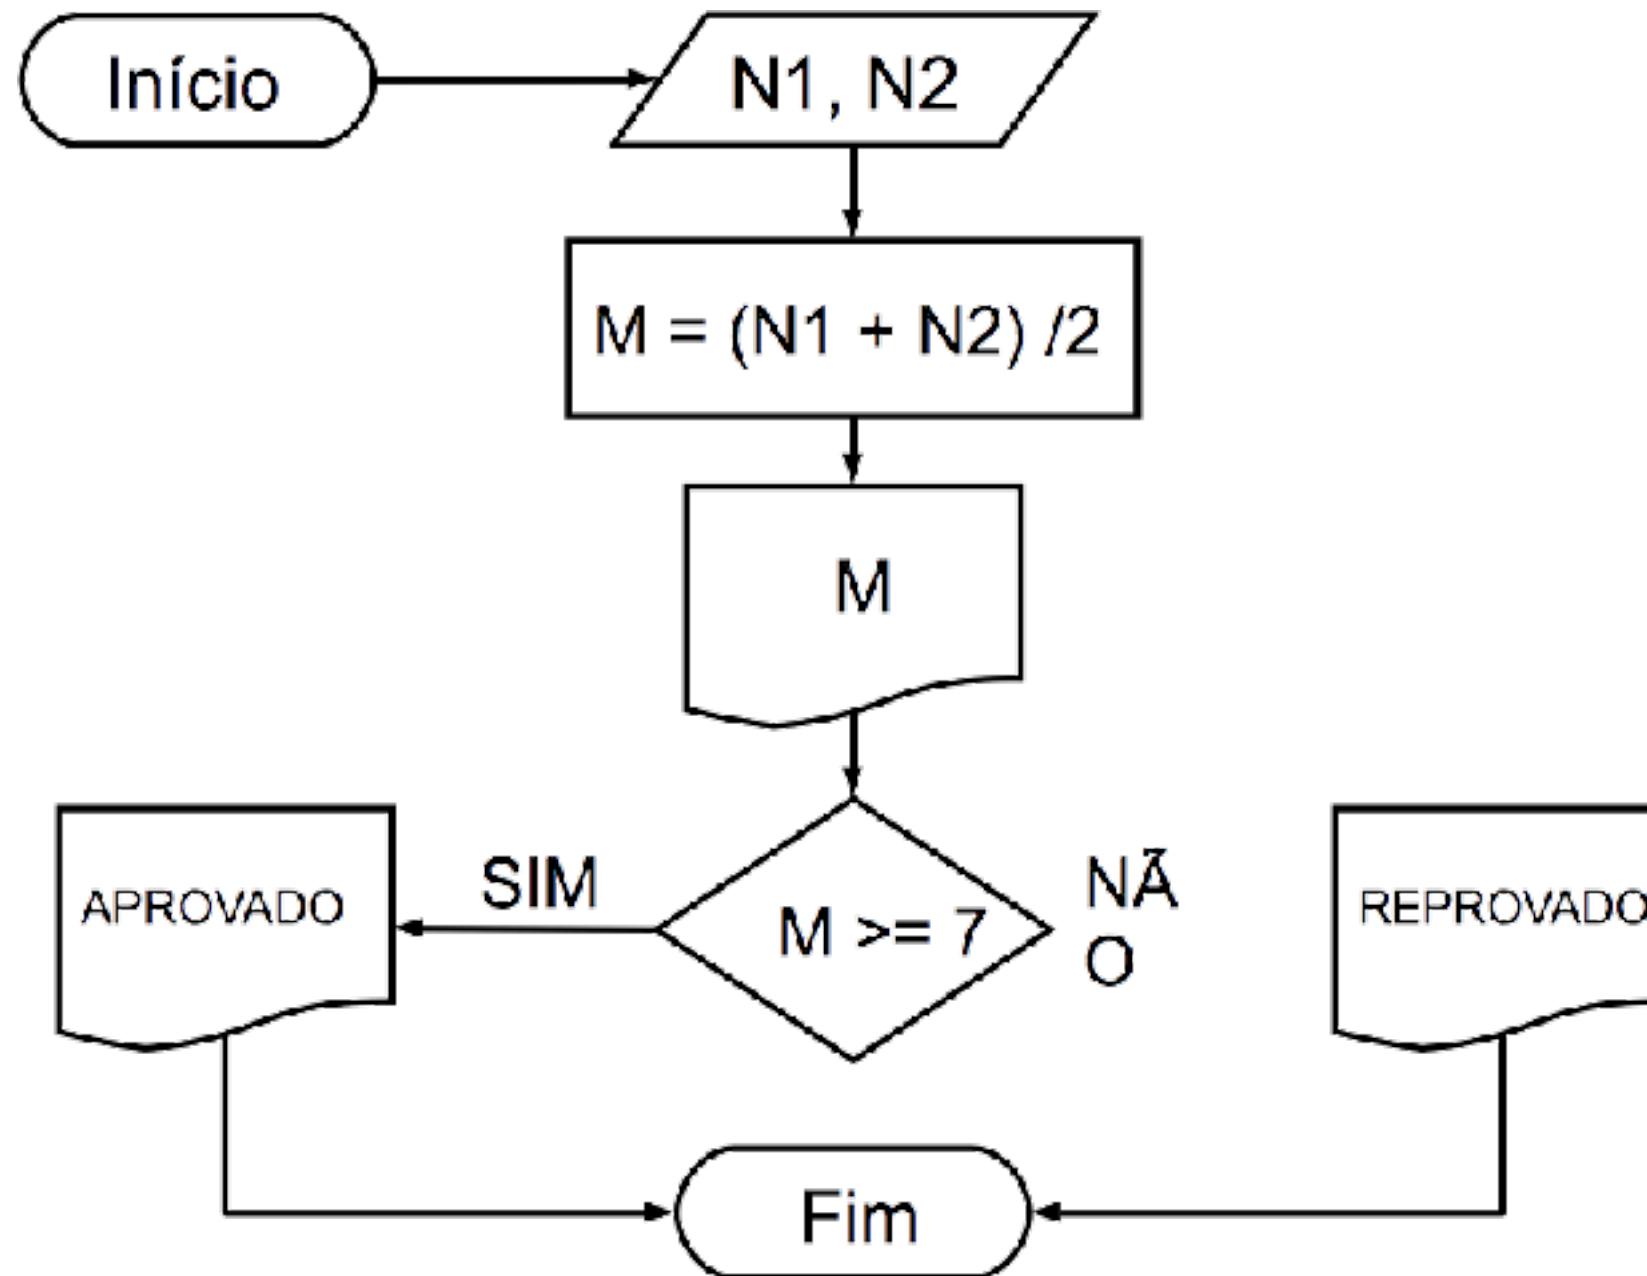 Início
N1, N2
M = (N1 + N2) /2
M
APROVADO
SIM
M >= 7
NÃ
O
REPROVADO
Fim